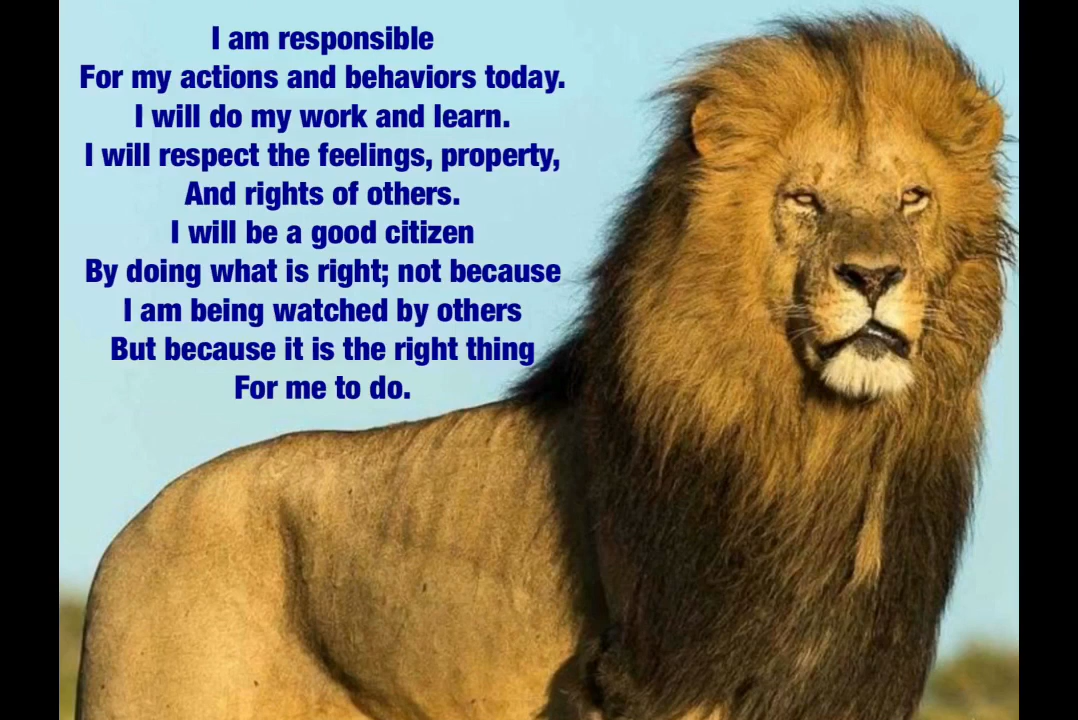 I am responsible
For my actions and behaviors today.
I will do my work and learn.
I will respect the feelings, property,
And rights of others.
I will be a good citizen
By doing what is right; not because
I am being watched by others
But because it is the right thing
For me to do.